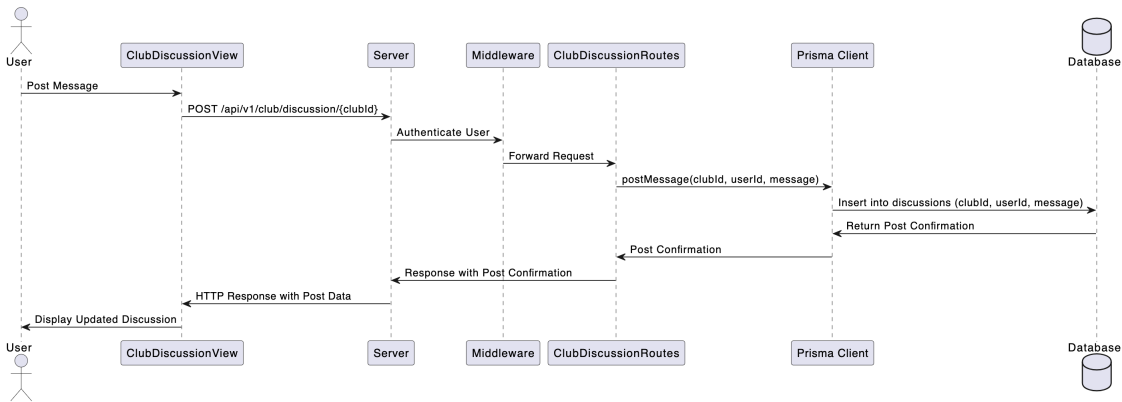 User
ClubDiscussionView
Server
Middleware
ClubDiscussionRoutes
Prisma Client
Database
Post Message
POST /api/v1/club/discussion/{clubId}
Authenticate User
Forward Request
postMessage(clubId, userId, message)
Insert into discussions (clubId, userId, message)
Return Post Confirmation
Post Confirmation
Response with Post Confirmation
HTTP Response with Post Data
Display Updated Discussion
User
ClubDiscussionView
Server
Middleware
ClubDiscussionRoutes
Prisma Client
Database